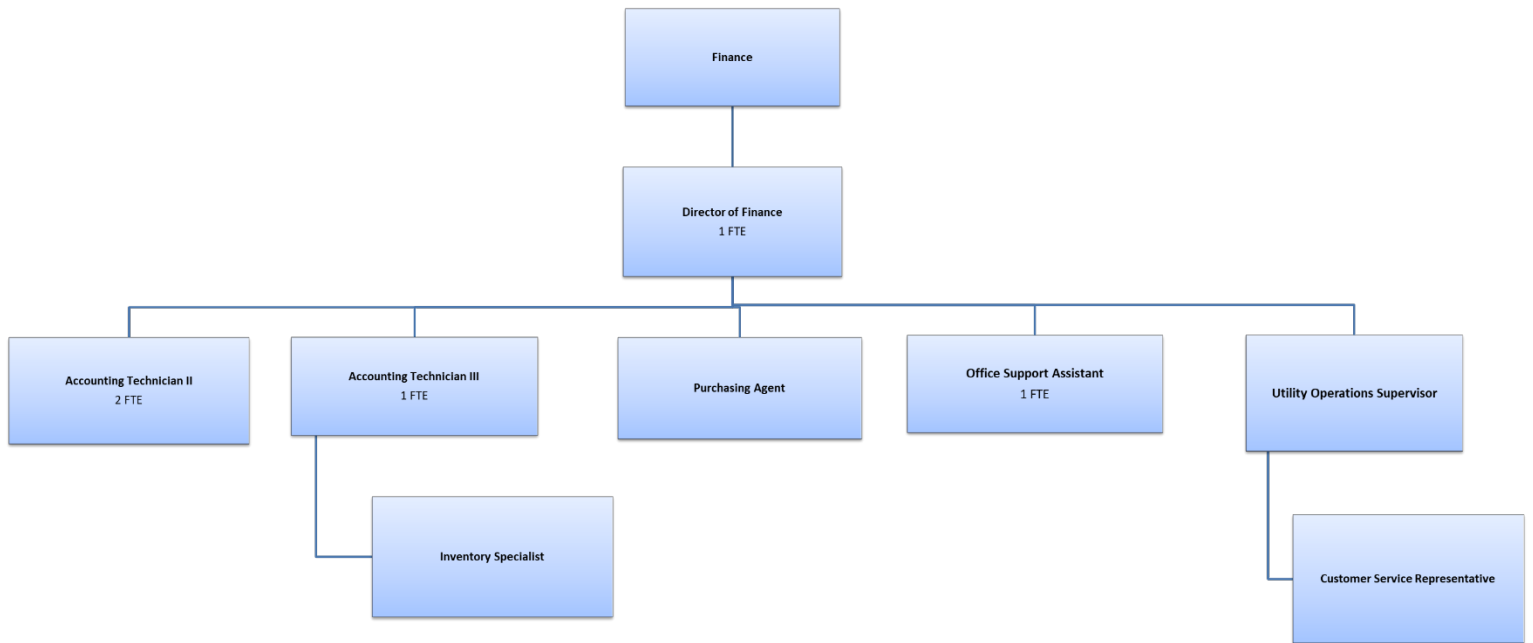 Finance
Director of Finance
1 FTE
Accounting Technician II
2 FTE
Accounting Technician III
1 FTE
Purchasing Agent
Office Support Assistant
1 FTE
Utility Operations Supervisor
Inventory Specialist
Customer Service Representative